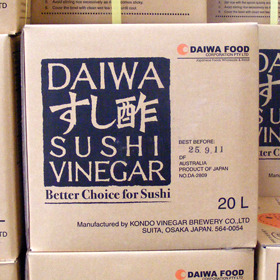 DAIWA FOOD
CORPORATION PTY LTD
DAIWA
すし酢
SUSHI
VINEGAR
Better Choice for Sushi
BEST BEFORE:
25.9.11
OF
AUSTRALIA
PRODUCT OF JAPAN
NO.DA-2809
20 L
Manufactured by KONDO VINEGAR BREWERY CO.,LTD
SUITA, OSAKA JAPAN. 564-0054
DAIWA FOOD